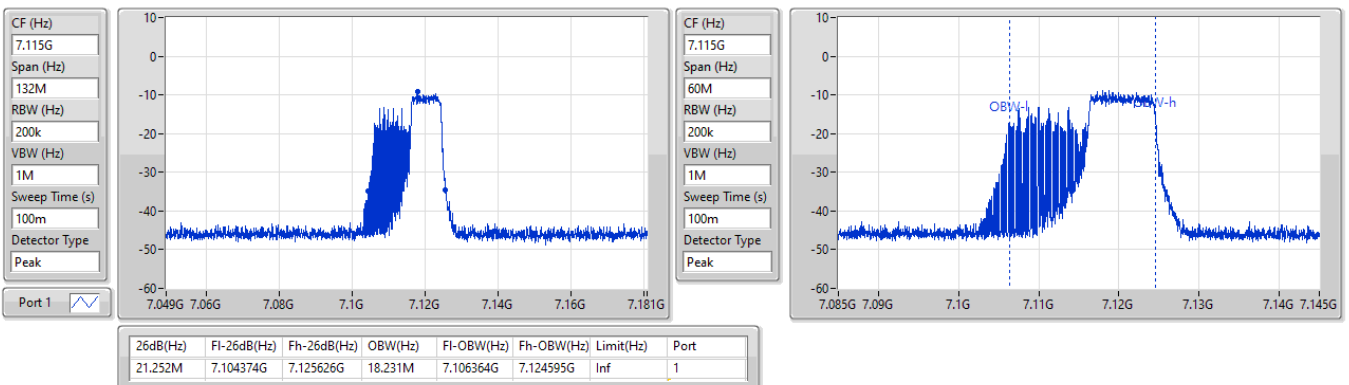 CF (Hz)
7.115G
Span (Hz)
132M
RBW (Hz)
200k
VBW (Hz)
1M
Sweep Time (s)
100m
Detector Type
Peak
Port 1
10
0
-10
-20
-30
-40
-50
-60
7.049G 7.06G 7.08G 7.1G 7.12G 7.14G 7.16G 7.181G
CF (Hz)
7.115G
Span (Hz)
60M
RBW (Hz)
200k
VBW (Hz)
1M
Sweep Time (s)
100m
Detector Type
Peak
10
0
-10
-20
-30
-40
-50
-60
OBW-l
7.085G 7.09G 7.1G 7.11G 7.12G 7.13G 7.14G 7.145G
26dB(Hz) Fl-26dB(Hz) Fh-26dB(Hz) OBW(Hz) Fl-OBW(Hz) Fh-OBW(Hz) Limit(Hz) Port
21.252M 7.104374G 7.125626G 18.231M 7.106364G 7.124595G Inf 1